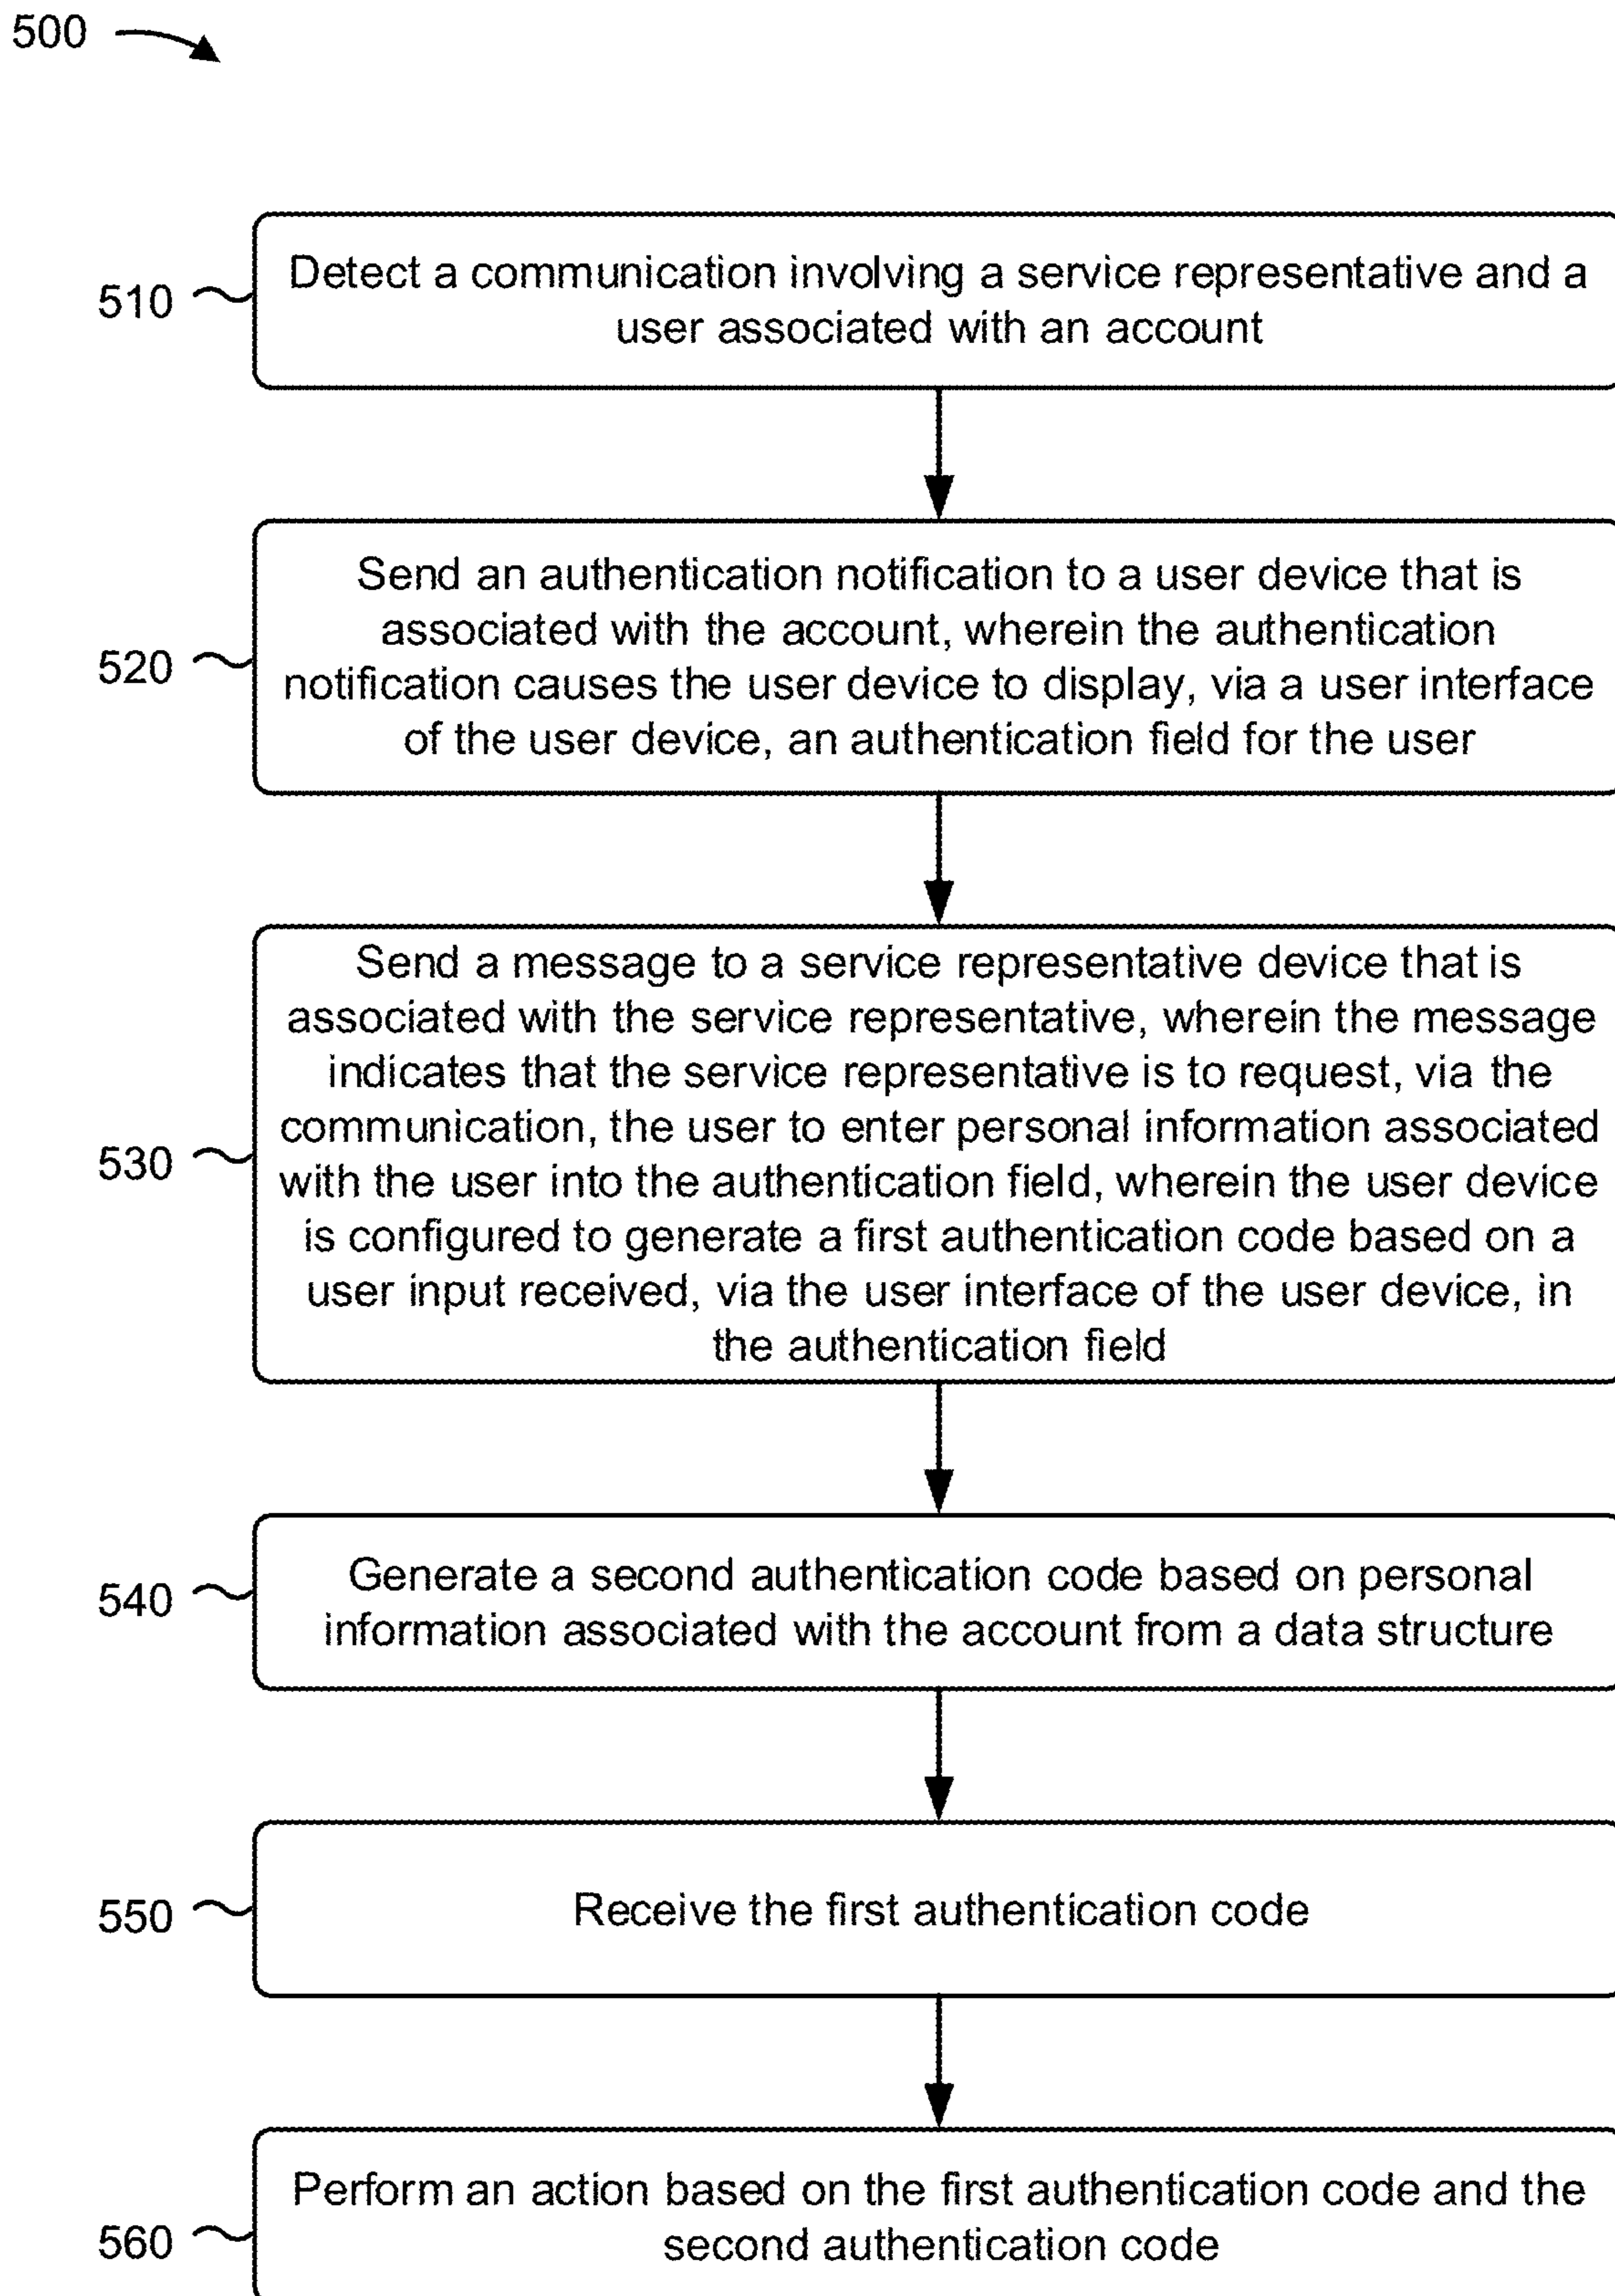 500
Detect a communication involving a service representative and a
user associated with an account
510
Send an authentication notification to a user device that is
associated with the account, wherein the authentication
notification causes the user device to display, via a user interface
of the user device, an authentication field for the user
520
Send a message to a service representative device that is
associated with the service representative, wherein the message
indicates that the service representative is to request, via the
communication, the user to enter personal information associated
with the user into the authentication field, wherein the user device
is configured to generate a first authentication code based on a
user input received, via the user interface of the user device, in
the authentication field
530
Generate a second authentication code based on personal
information associated with the account from a data structure
540
Receive the first authentication code
550
Perform an action based on the first authentication code and the
second authentication code
560